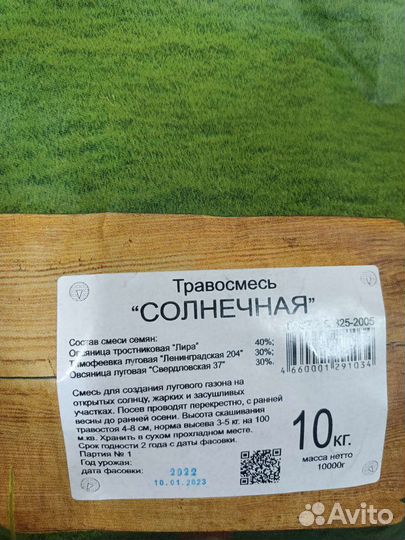 Травосмесь
“СОЛНЕЧНАЯ”
Состав смеси семян:
Овсяница тростниковая "Лира" 40%;
Тимофеевка луговая "Ленинградская 204" 30%;
Овсяница луговая "Свердловская 37" 30%.
325-2005
4660001291034
Смесь для создания лугового газона на
открытых солнцу, жарких и засушливых
участках. Посев проводят перекрестно, с ранней
весны до ранней осени. Высота скашивания
травостоя 4-8 см, норма высева 3-5 кг, на 100
м.кв. Хранить в сухом прохладном месте.
Срок годности 2 года с даты фасовки.
Партия № 1
Год урожая: 2022
дата фасовки: 10.01.2023
10 кг.
масса нетто
10000г
Avito